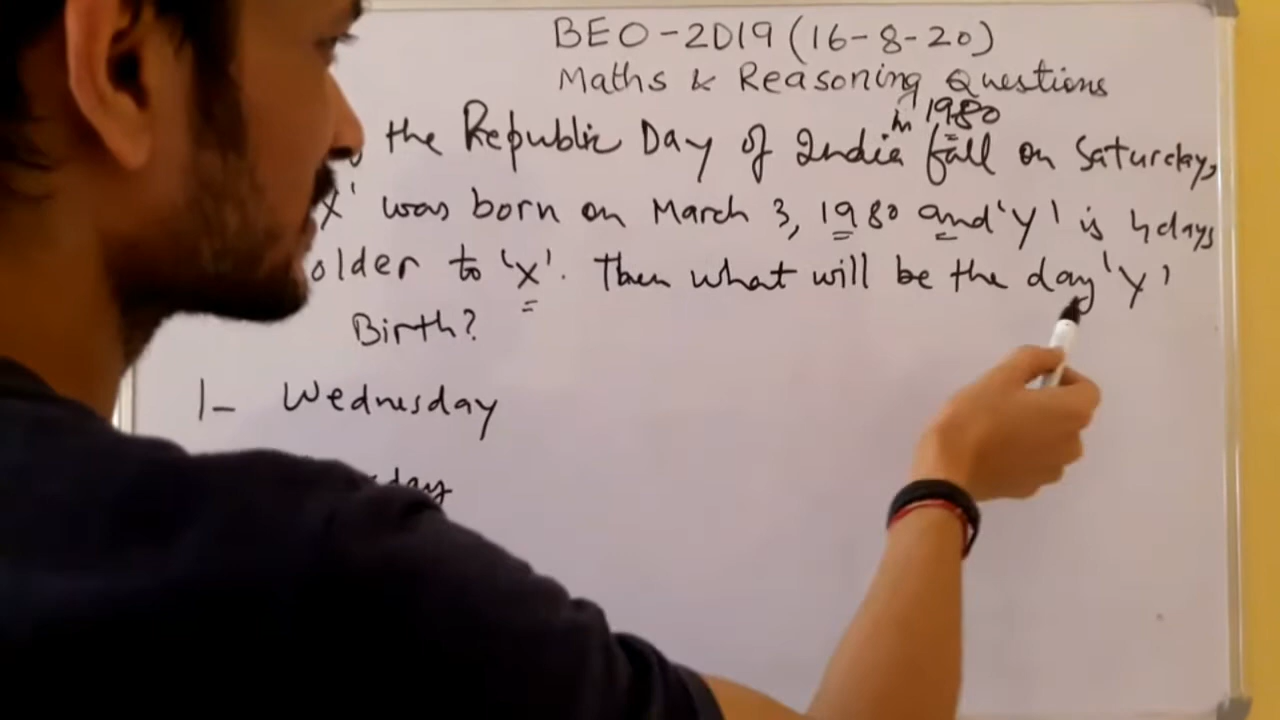 BEO-2019 (16-8-20)
Maths & Reasoning Questions
in 1980
the Republic Day of India fall on Saturday,
X' was born on March 3, 1980 and 'Y' is 4 days
older to 'X'. Then what will be the day 'Y'
Birth?
1- Wednesday
day